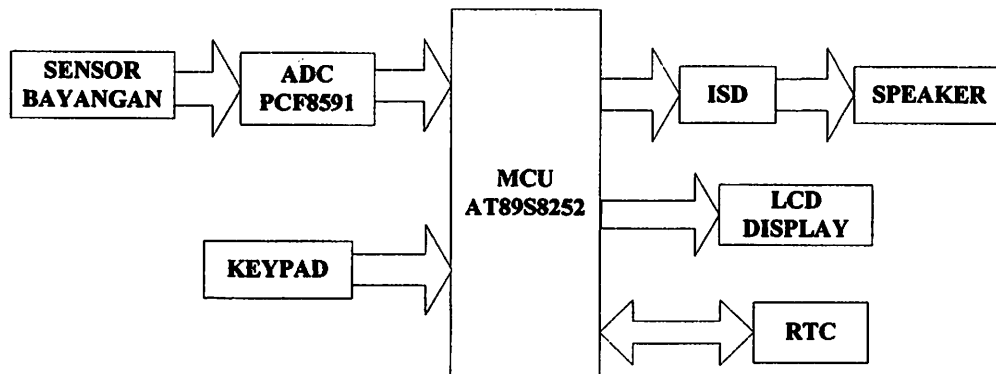 SENSOR
BAYANGAN
ADC
PCF8591
KEYPAD
MCU
AT89S8252
ISD
SPEAKER
LCD
DISPLAY
RTC